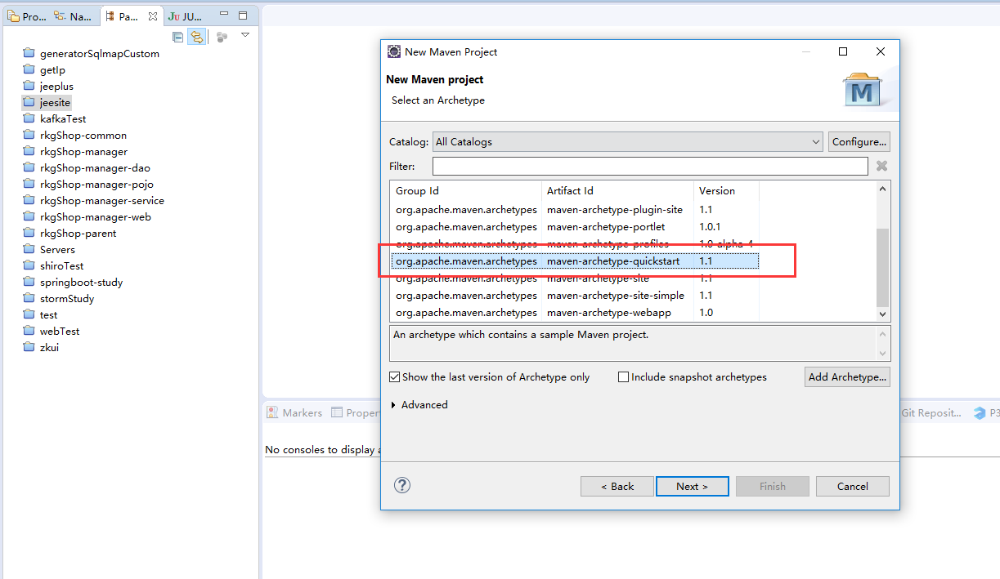 Pro... Na... Pa... JU JU...
generatorSqlmapCustom
getIp
jeeplus
jeesite
kafkaTest
rkgShop-common
rkgShop-manager
rkgShop-manager-dao
rkgShop-manager-pojo
rkgShop-manager-service
rkgShop-manager-web
rkgShop-parent
Servers
shiroTest
springboot-study
stormStudy
test
webTest
zkui
New Maven Project
New Maven project
Select an Archetype
M
Catalog: All Catalogs Configure...
Filter:
Group Id Artifact Id Version
org.apache.maven.archetypes maven-archetype-plugin-site 1.1
org.apache.maven.archetypes maven-archetype-portlet 1.0.1
org.apache.maven.archetypes maven-archetype-profiles 1.0-alpha-4
org.apache.maven.archetypes maven-archetype-quickstart 1.1
org.apache.maven.archetypes maven-archetype-site 1.1
org.apache.maven.archetypes maven-archetype-site-simple 1.1
org.apache.maven.archetypes maven-archetype-webapp 1.0
An archetype which contains a sample Maven project.
Show the last version of Archetype only Include snapshot archetypes Add Archetype...
Advanced
Markers Propert Git Reposit... P3
No consoles to display a
? < Back Next > Finish Cancel